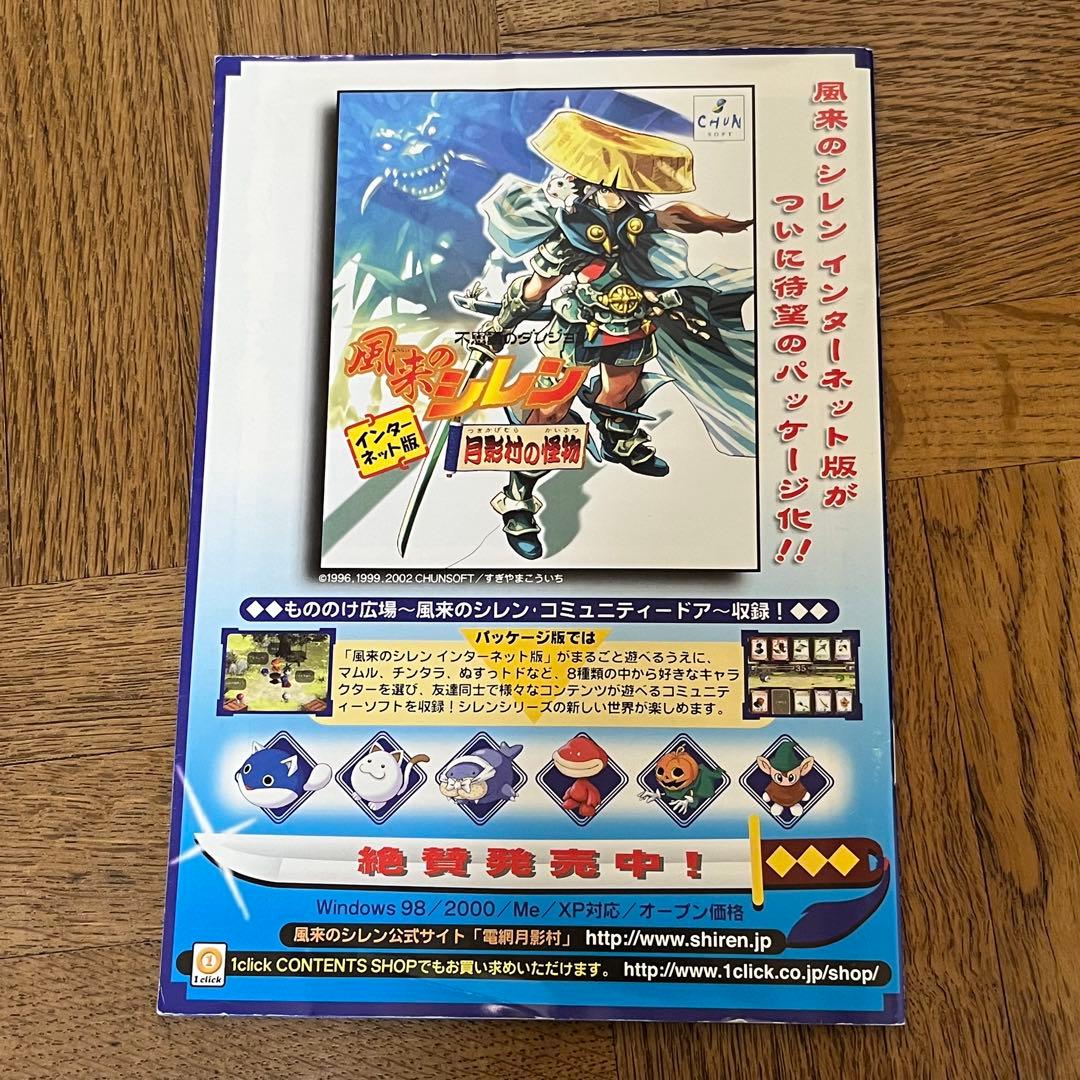 風来のシレン インターネット版が
ついに待望のパッケージ化!!
CHUN
SOFT
不思議のダンジョン
風来のシレン
インターネット版
つきかげむら かいぶつ
月影村の怪物
©1996, 1999, 2002 CHUNSOFT/すぎやまこういち
◆◆もののけ広場~風来のシレン・コミュニティードア~収録!◆◆
パッケージ版では
「風来のシレン インターネット版」がまるごと遊べるうえに、
マムル、チンタラ、ぬすっトドなど、8種類の中から好きなキャラ
クターを選び、友達同士で様々なコンテンツが遊べるコミュニテ
ィーソフトを収録!シレンシリーズの新しい世界が楽しめます。
絶賛発売中!
Windows 98/2000/Me/XP対応/オープン価格
風来のシレン公式サイト「電網月影村」 http://www.shiren.jp
1
1click
1click CONTENTS SHOPでもお買い求めいただけます。 http://www.1click.co.jp/shop/